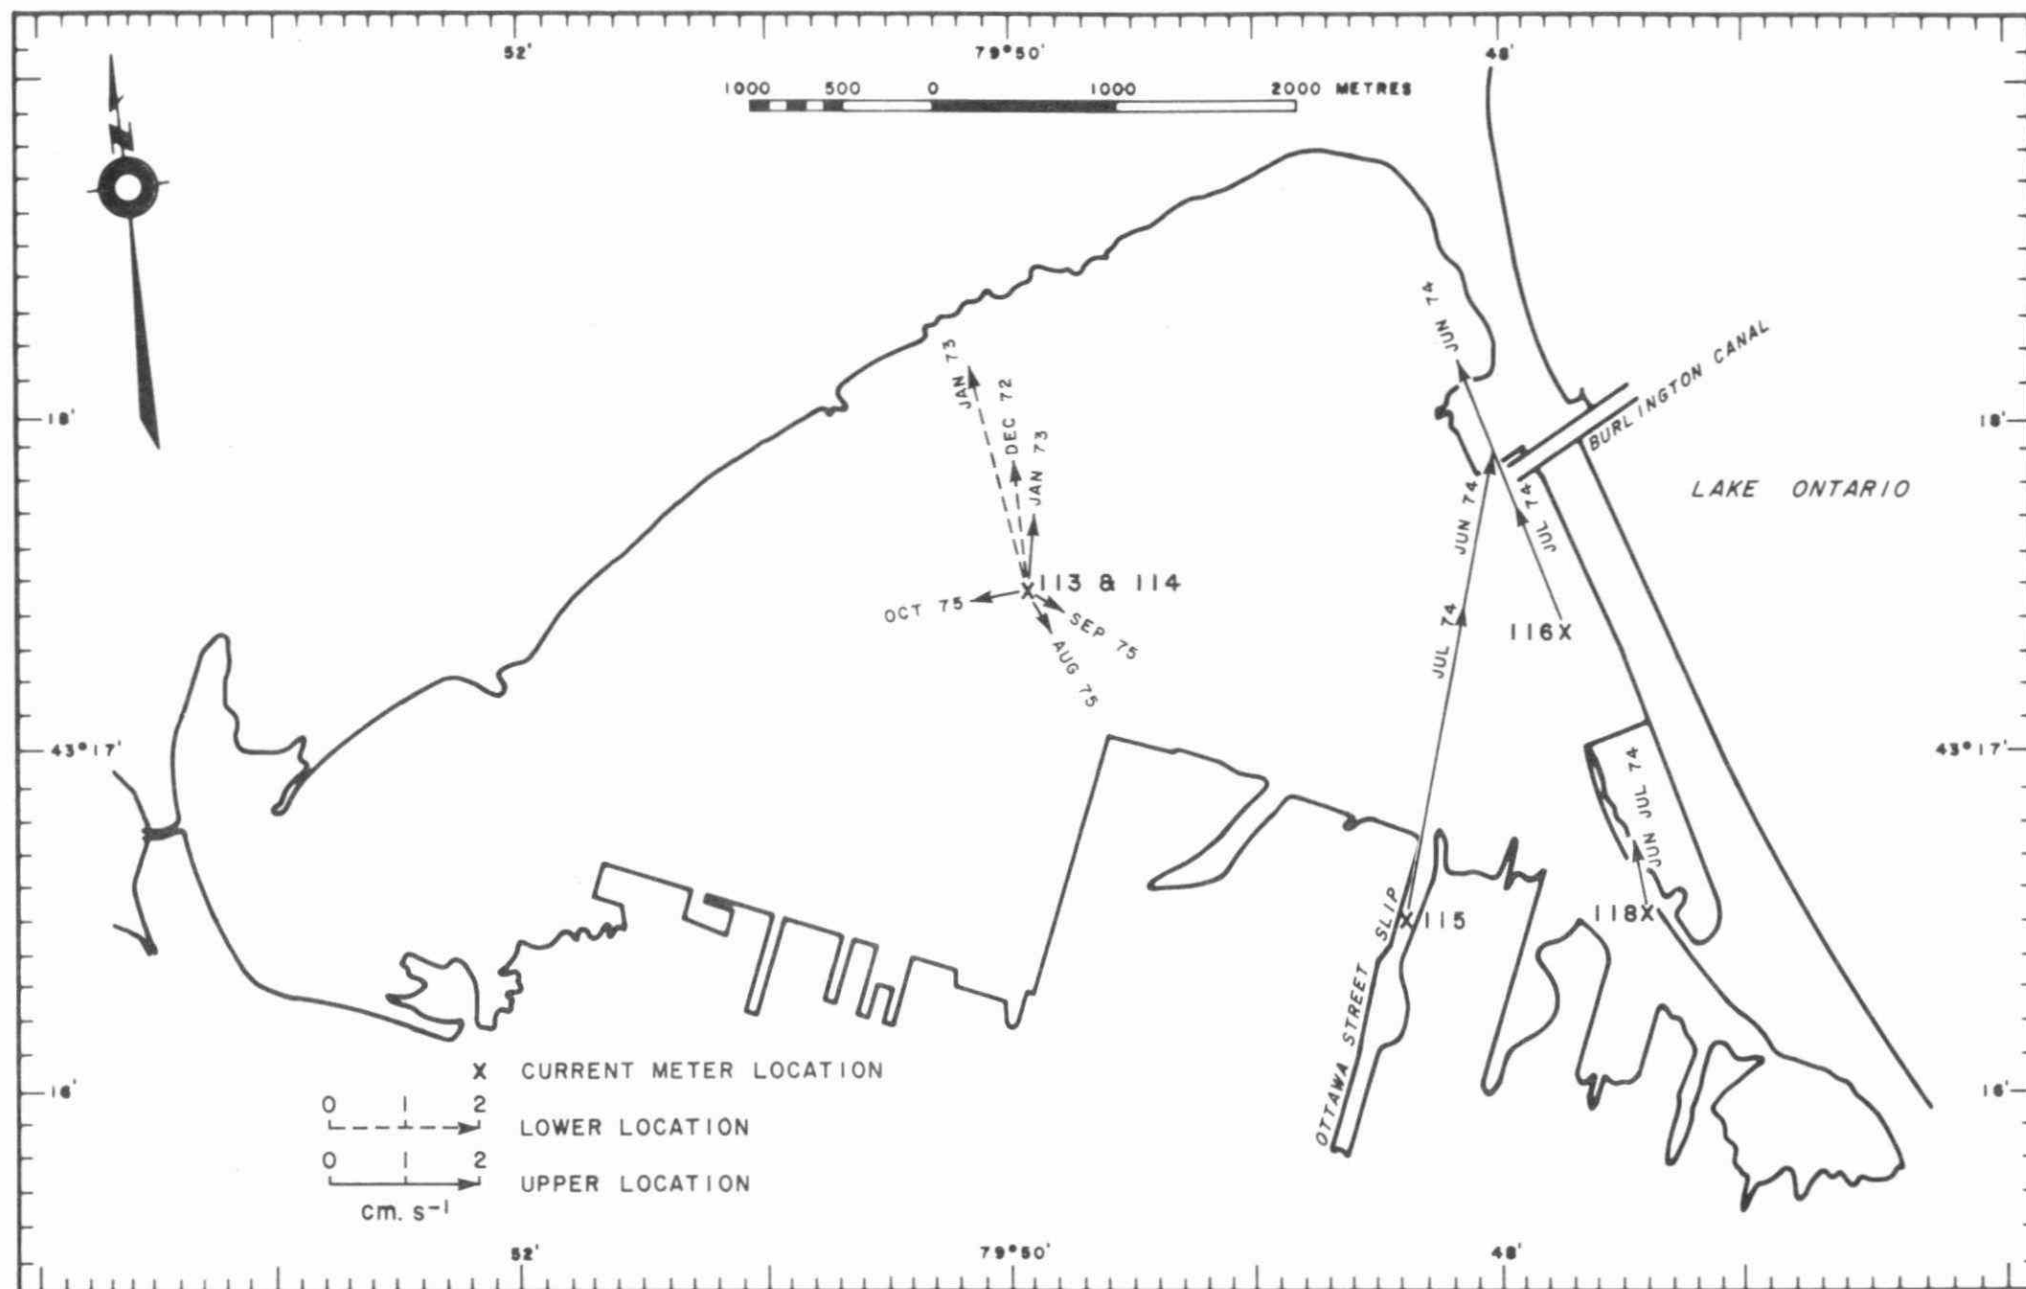 52'
79°50'
48'
1000 500 0 1000 2000 METRES
N
JUN 74
BURLINGTON CANAL
JAN 73
DEC 72
JAN 73
18'
18'
LAKE ONTARIO
JUN 74
JUL 74
113 & 114
OCT 75
SEP 75
AUG 75
JUL 74
116X
43°17'
43°17'
JUN JUL 74
118X
X115
OTTAWA STREET SLIP
X CURRENT METER LOCATION
16'
16'
0 1 2
LOWER LOCATION
0 1 2
UPPER LOCATION
cm. s⁻¹
52'
79°50'
48'